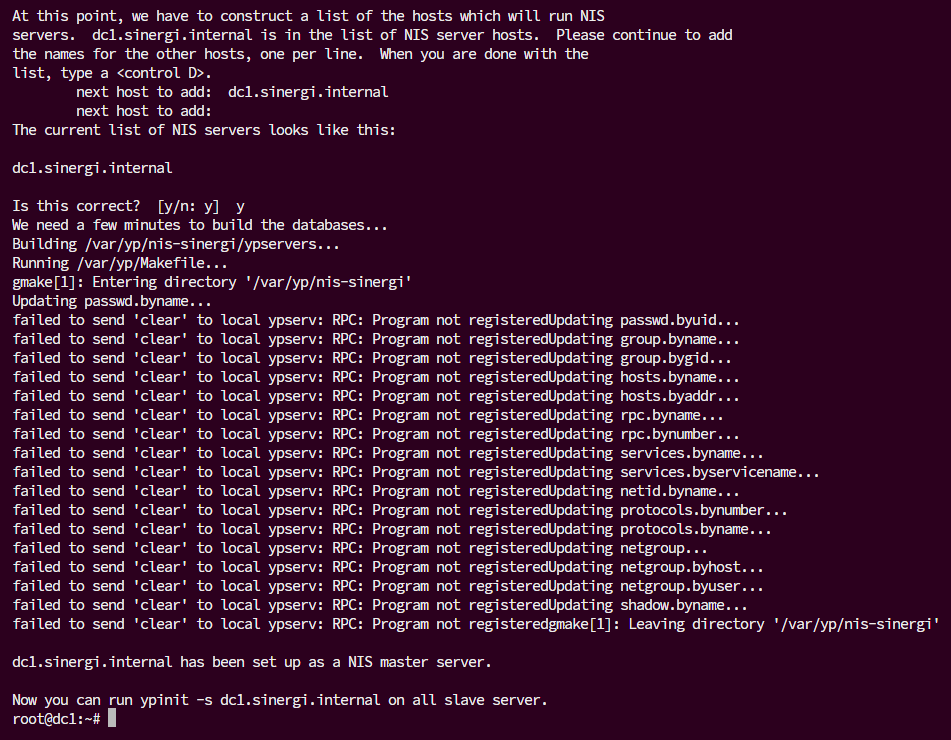 At this point, we have to construct a list of the hosts which will run NIS
servers.  dc1.sinergi.internal is in the list of NIS server hosts.  Please continue to add
the names for the other hosts, one per line.  When you are done with the
list, type a <control D>.
        next host to add:  dc1.sinergi.internal
        next host to add:
The current list of NIS servers looks like this:

dc1.sinergi.internal

Is this correct?  [y/n: y]  y
We need a few minutes to build the databases...
Building /var/yp/nis-sinergi/ypservers...
Running /var/yp/Makefile...
gmake[1]: Entering directory '/var/yp/nis-sinergi'
Updating passwd.byname...
failed to send 'clear' to local ypserv: RPC: Program not registeredUpdating passwd.byuid...
failed to send 'clear' to local ypserv: RPC: Program not registeredUpdating group.byname...
failed to send 'clear' to local ypserv: RPC: Program not registeredUpdating group.bygid...
failed to send 'clear' to local ypserv: RPC: Program not registeredUpdating hosts.byname...
failed to send 'clear' to local ypserv: RPC: Program not registeredUpdating hosts.byaddr...
failed to send 'clear' to local ypserv: RPC: Program not registeredUpdating rpc.byname...
failed to send 'clear' to local ypserv: RPC: Program not registeredUpdating rpc.bynumber...
failed to send 'clear' to local ypserv: RPC: Program not registeredUpdating services.byname...
failed to send 'clear' to local ypserv: RPC: Program not registeredUpdating services.byservicename...
failed to send 'clear' to local ypserv: RPC: Program not registeredUpdating netid.byname...
failed to send 'clear' to local ypserv: RPC: Program not registeredUpdating protocols.bynumber...
failed to send 'clear' to local ypserv: RPC: Program not registeredUpdating protocols.byname...
failed to send 'clear' to local ypserv: RPC: Program not registeredUpdating netgroup...
failed to send 'clear' to local ypserv: RPC: Program not registeredUpdating netgroup.byhost...
failed to send 'clear' to local ypserv: RPC: Program not registeredUpdating netgroup.byuser...
failed to send 'clear' to local ypserv: RPC: Program not registeredUpdating shadow.byname...
failed to send 'clear' to local ypserv: RPC: Program not registeredgmake[1]: Leaving directory '/var/yp/nis-sinergi'

dc1.sinergi.internal has been set up as a NIS master server.

Now you can run ypinit -s dc1.sinergi.internal on all slave server.
root@dc1:~#